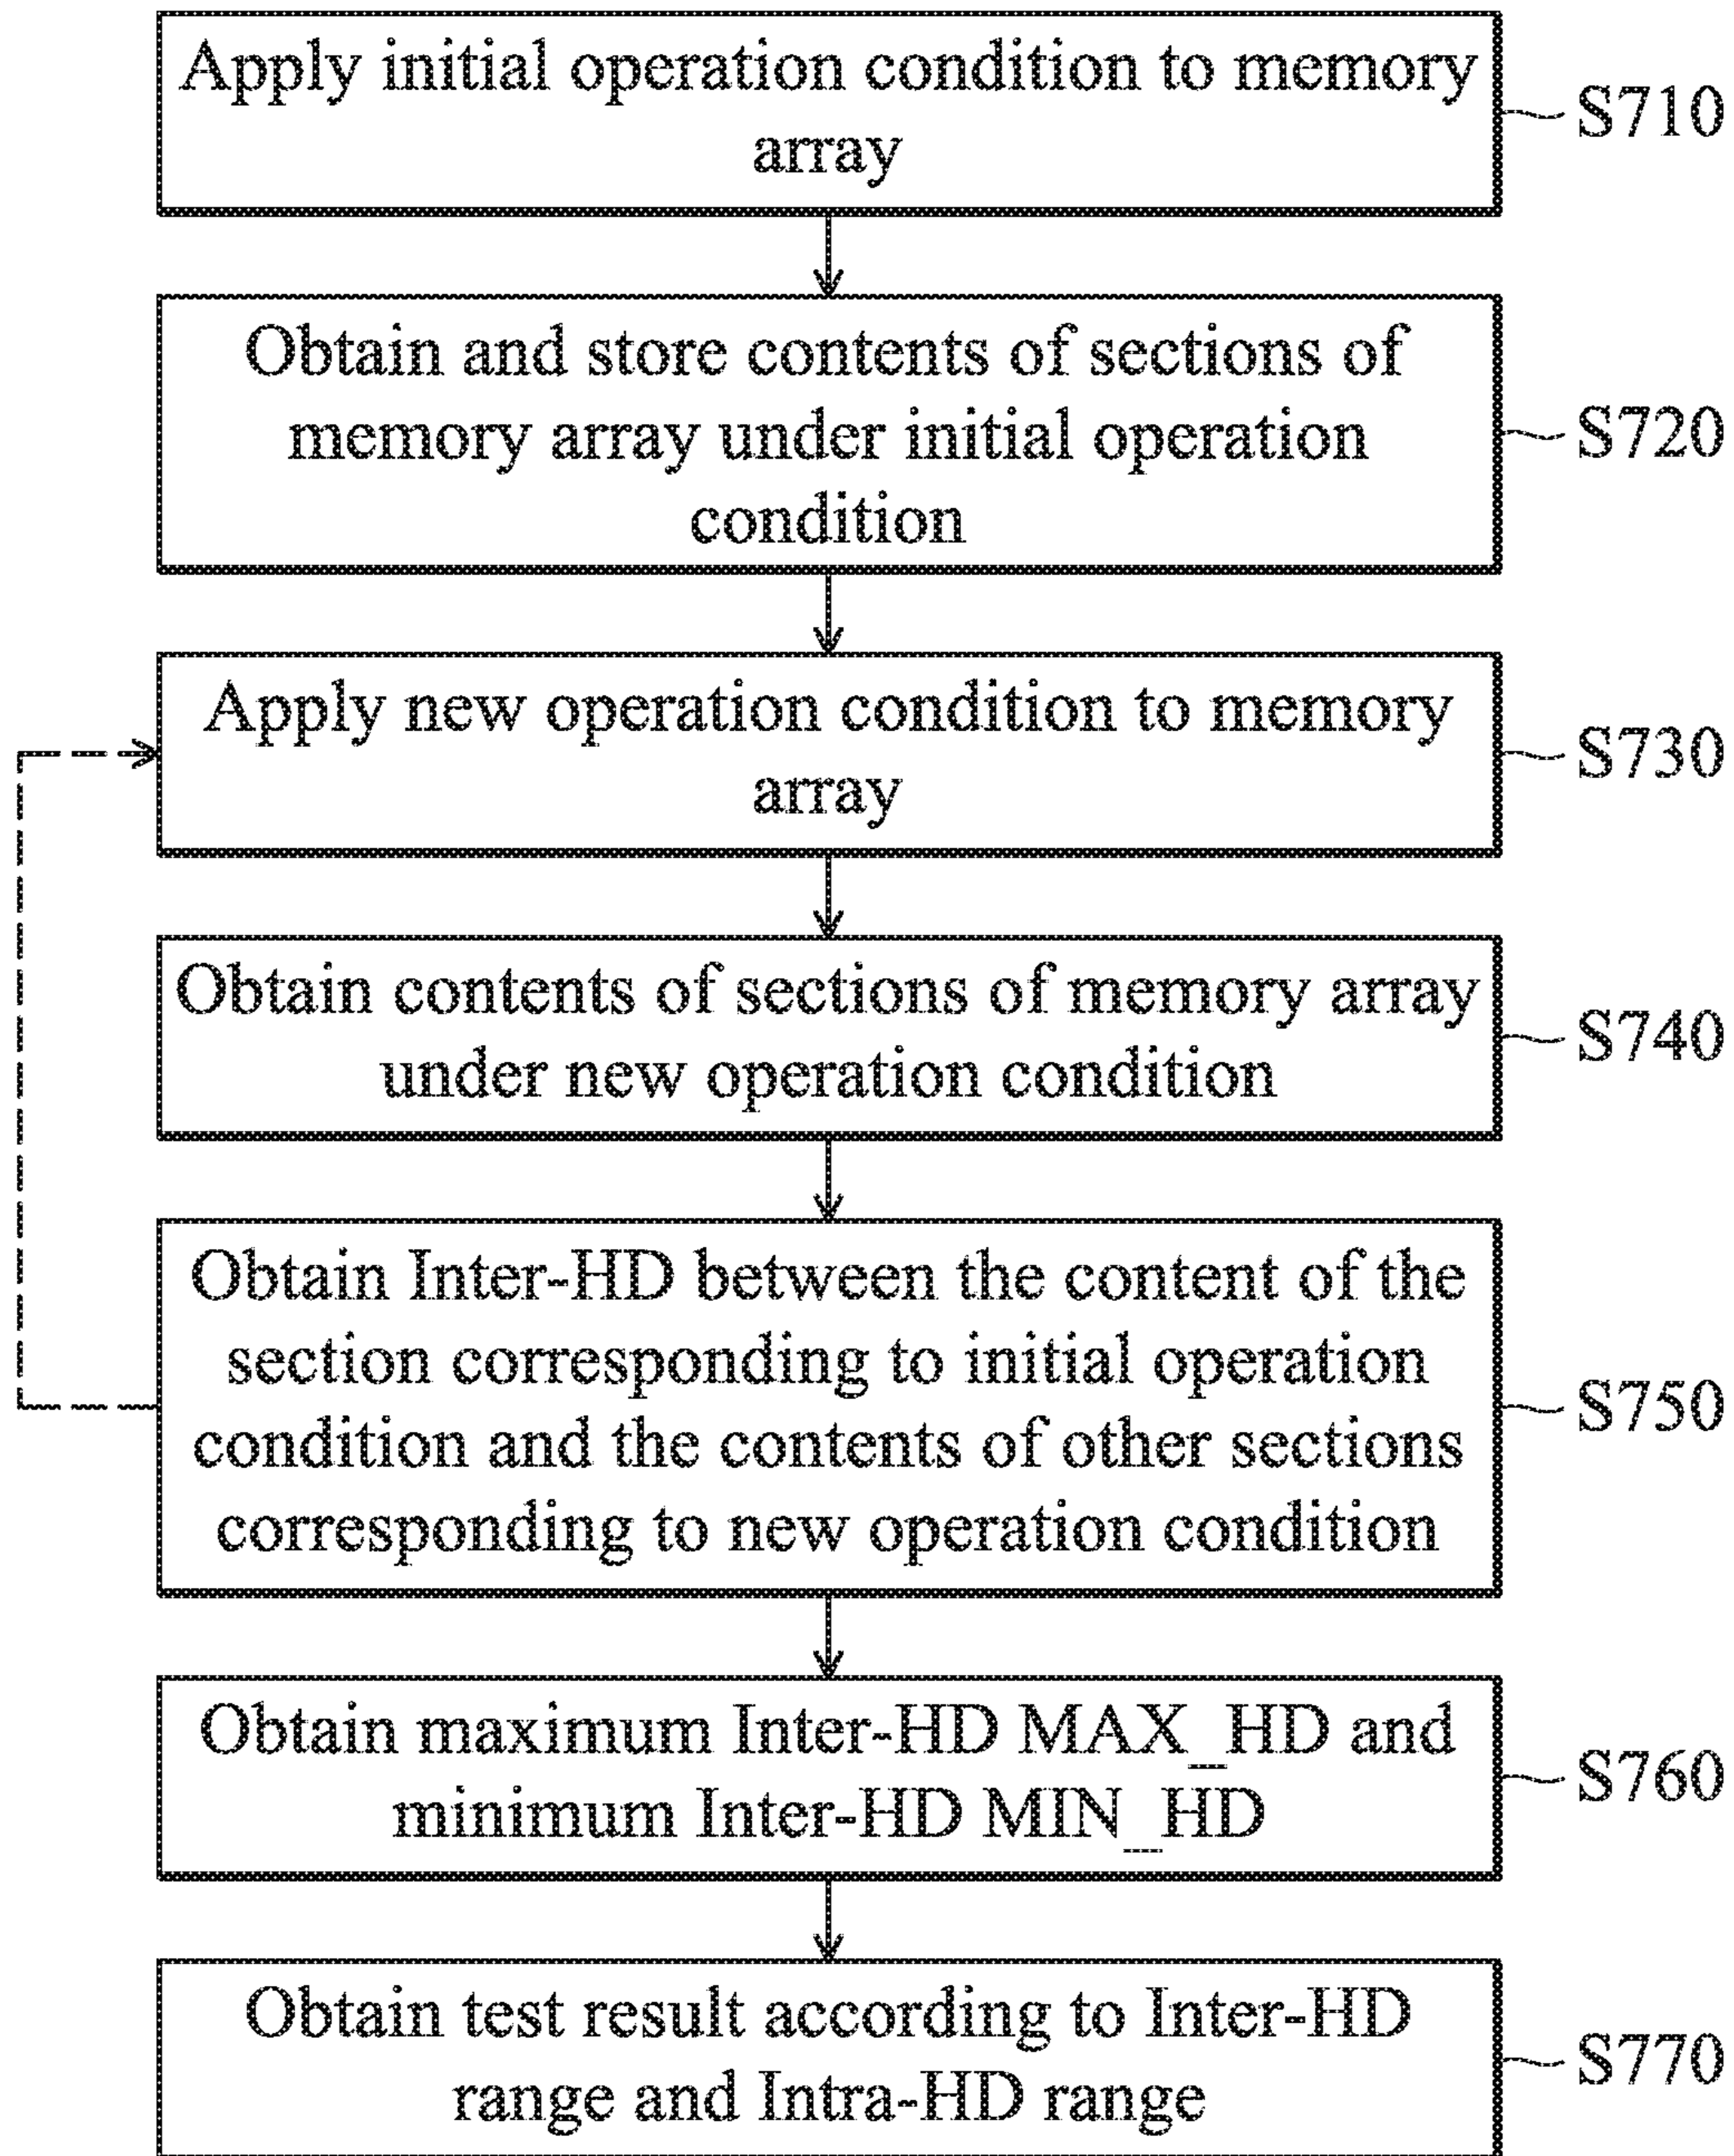 Apply initial operation condition to memory
array
S710
Obtain and store contents of sections of
memory array under initial operation
condition
S720
Apply new operation condition to memory
array
S730
Obtain contents of sections of memory array
under new operation condition
S740
Obtain Inter-HD between the content of the
section corresponding to initial operation
condition and the contents of other sections
corresponding to new operation condition
S750
Obtain maximum Inter-HD MAX_HD and
minimum Inter-HD MIN_HD
S760
Obtain test result according to Inter-HD
range and Intra-HD range
S770